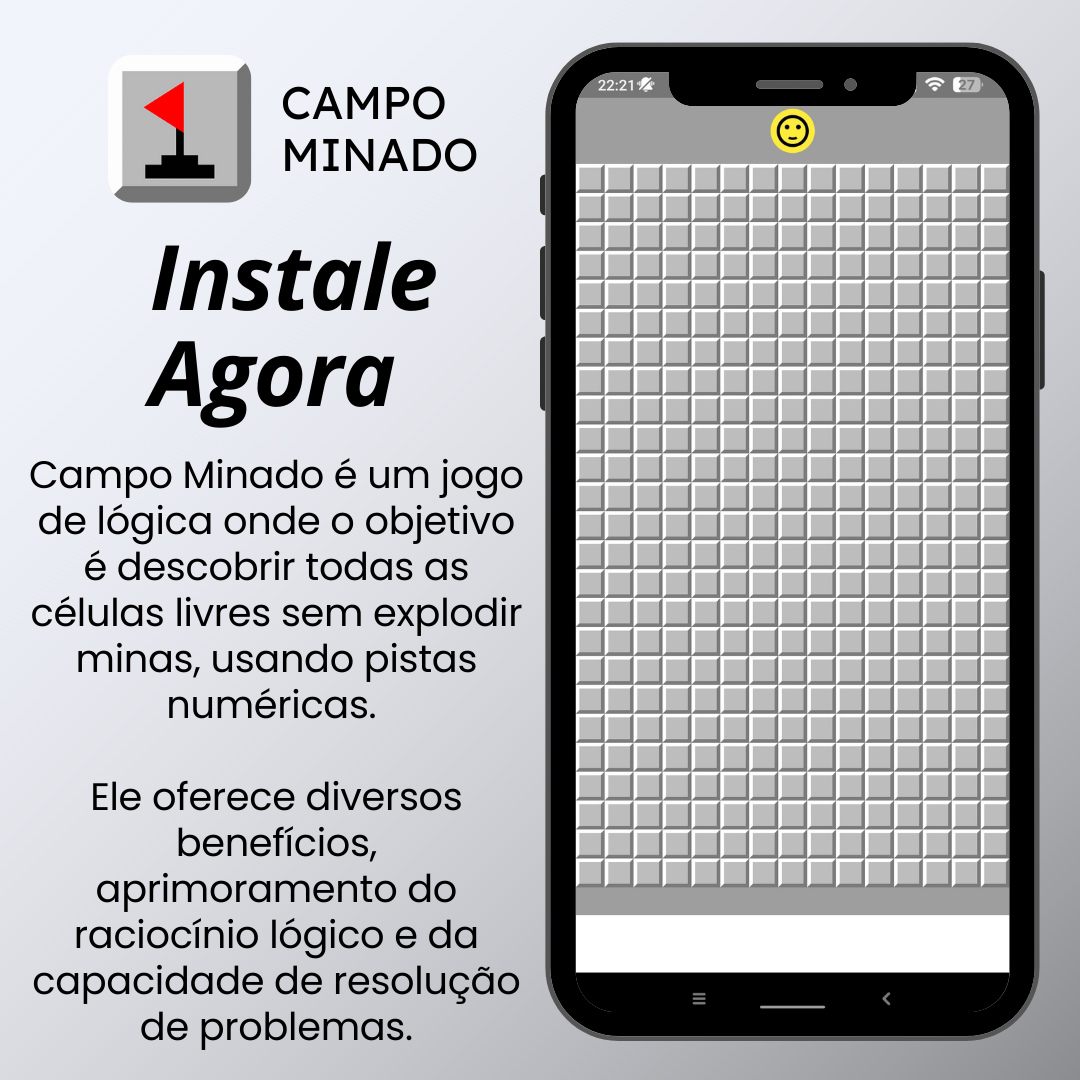 CAMPO
MINADO
Instale
Agora
Campo Minado é um jogo
de lógica onde o objetivo
é descobrir todas as
células livres sem explodir
minas, usando pistas
numéricas.
Ele oferece diversos
benefícios,
aprimoramento do
raciocínio lógico e da
capacidade de resolução
de problemas.
22:21
27